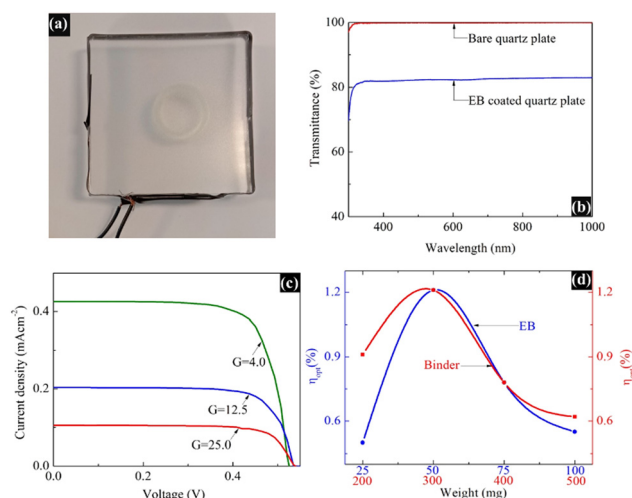 (a)
100
80
60
40
Transmittance (%)
Bare quartz plate
EB coated quartz plate
(b)
400 600 800 1000
Wavelength (nm)
(c)
0.4
0.2
0.0
Current density (mAcm-2)
G=4.0
G=12.5
G=25.0
0.0 0.2 0.4
Voltage (V)
(d)
1.2
0.9
0.6
ηopt(%)
EB
Binder
1.2
0.9
0.6
25 50 75 100
200 300 400 500
Weight (mg)